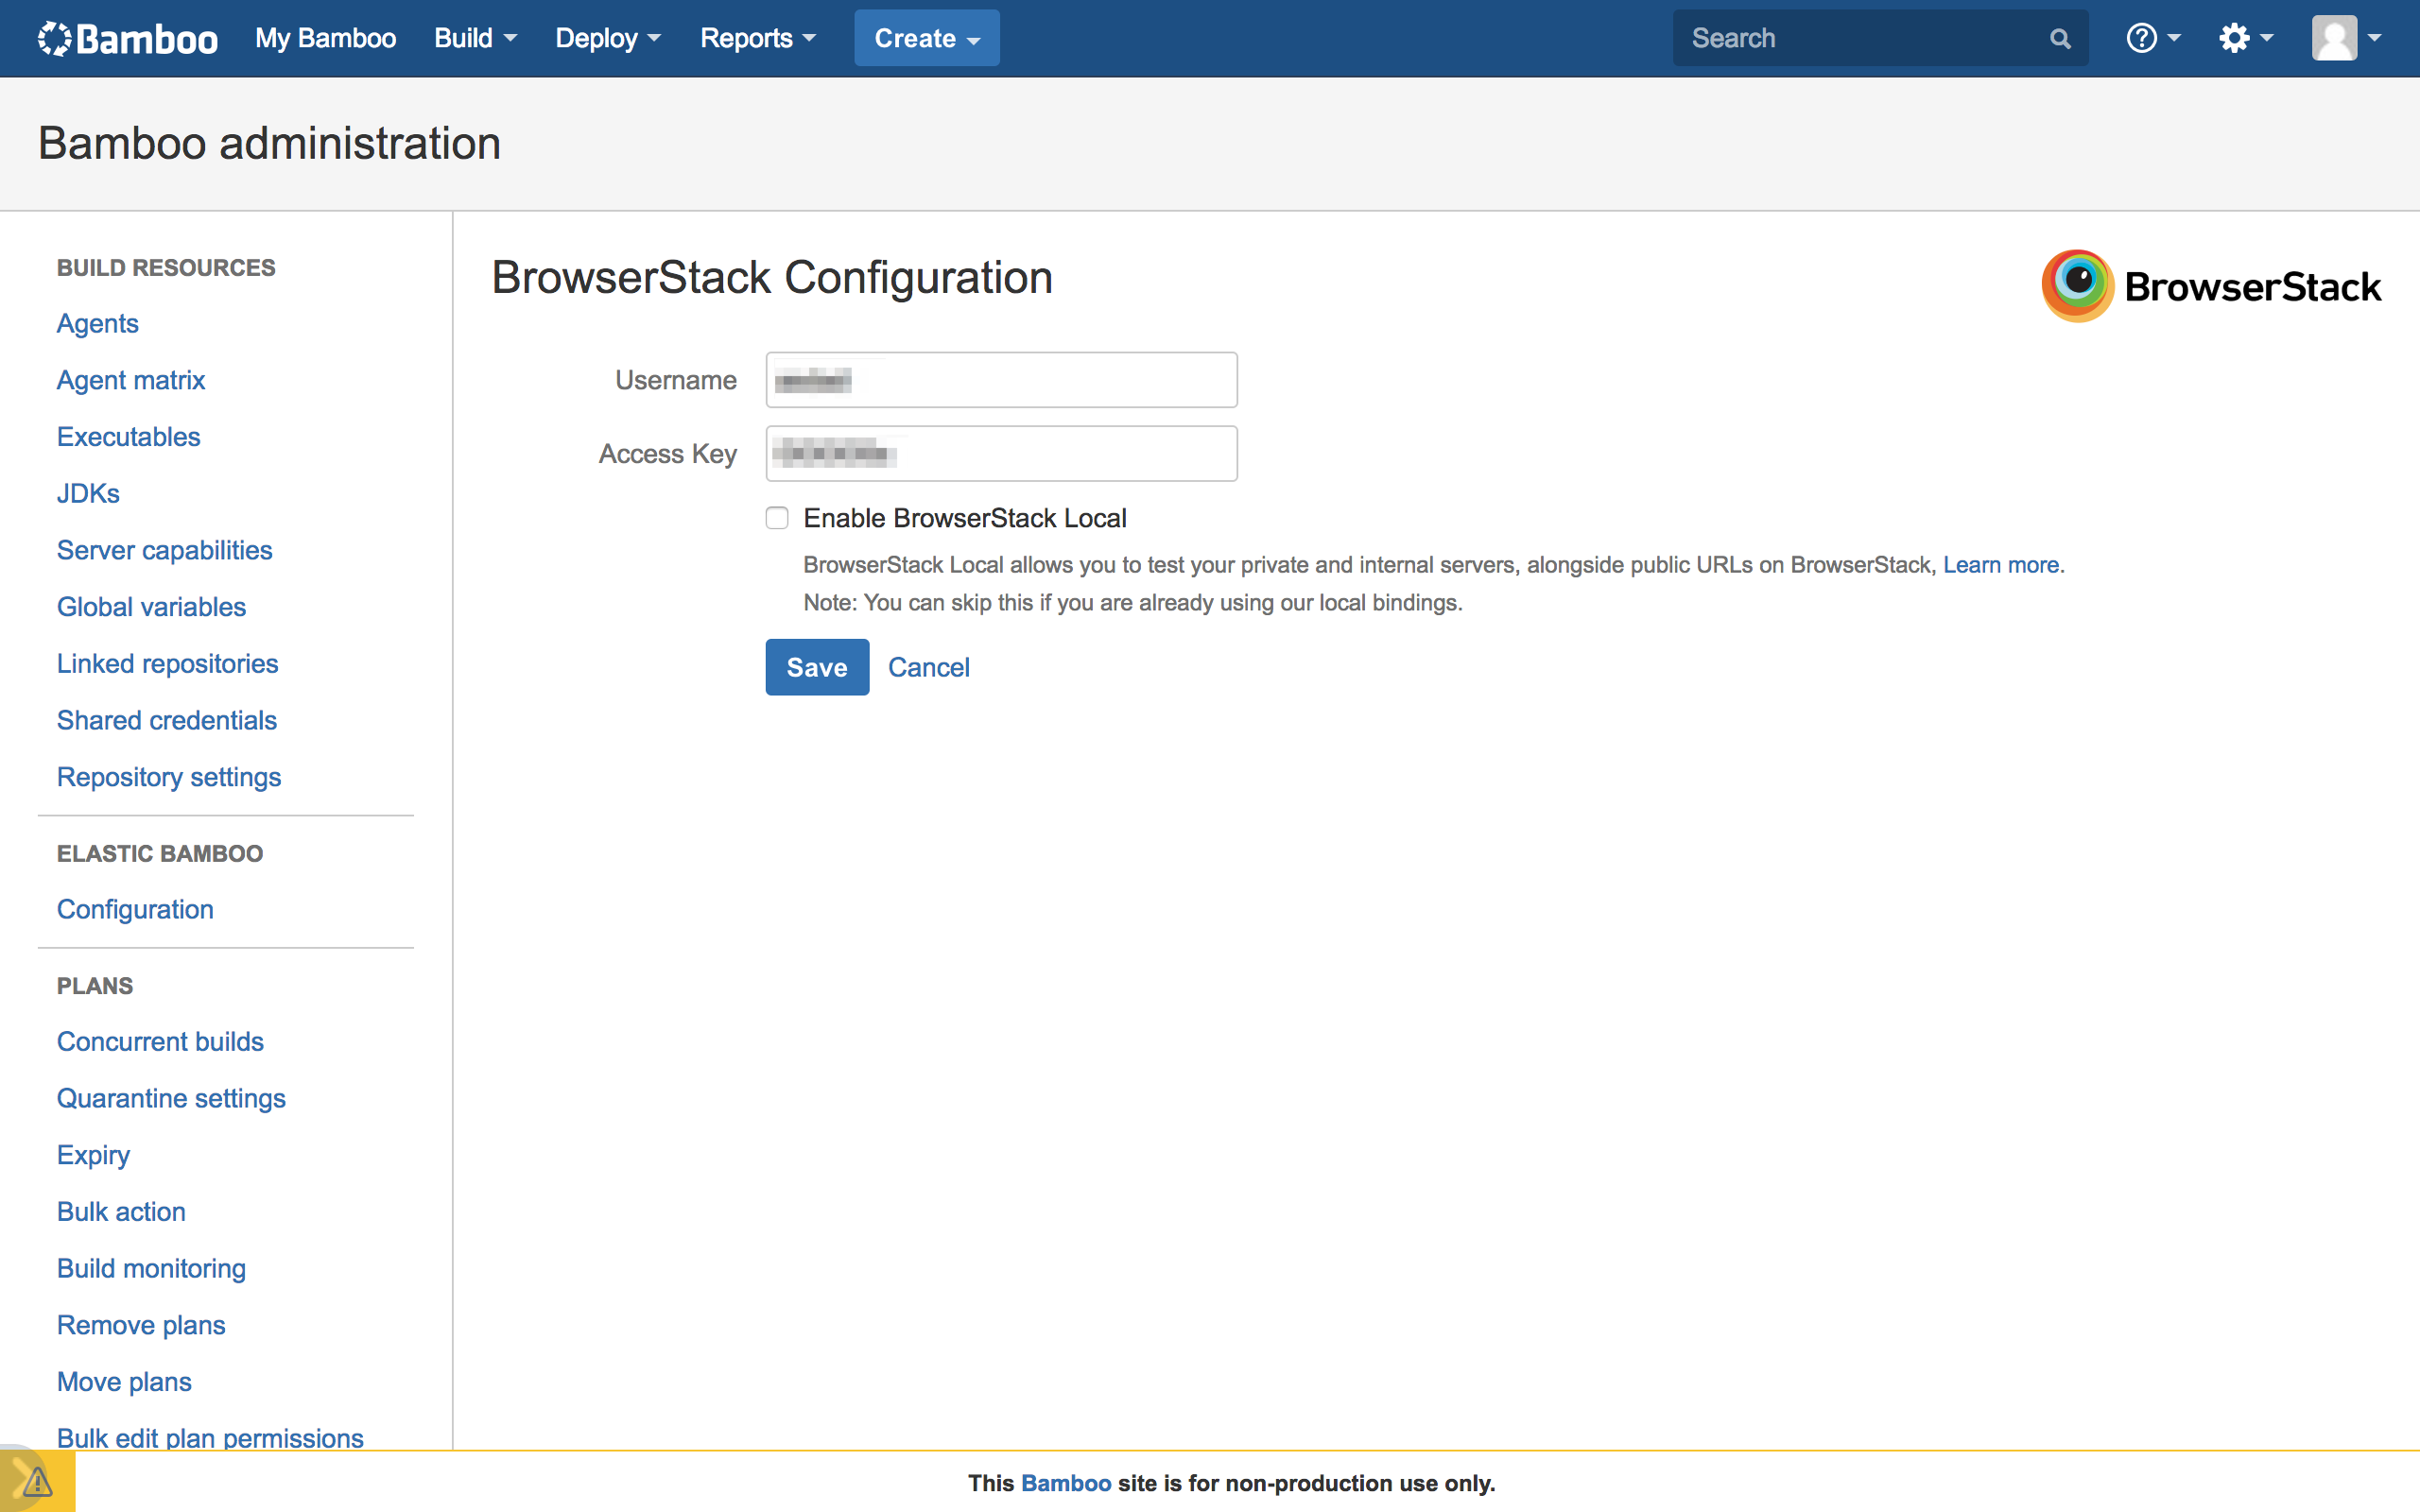 Bamboo My Bamboo Build Deploy Reports Create Search
Bamboo administration
BUILD RESOURCES
Agents
Agent matrix
Executables
JDKs
Server capabilities
Global variables
Linked repositories
Shared credentials
Repository settings
ELASTIC BAMBOO
Configuration
PLANS
Concurrent builds
Quarantine settings
Expiry
Bulk action
Build monitoring
Remove plans
Move plans
Bulk edit plan permissions
BrowserStack Configuration
BrowserStack
Username
Access Key
Enable BrowserStack Local
BrowserStack Local allows you to test your private and internal servers, alongside public URLs on BrowserStack, Learn more.
Note: You can skip this if you are already using our local bindings.
Save Cancel
This Bamboo site is for non-production use only.